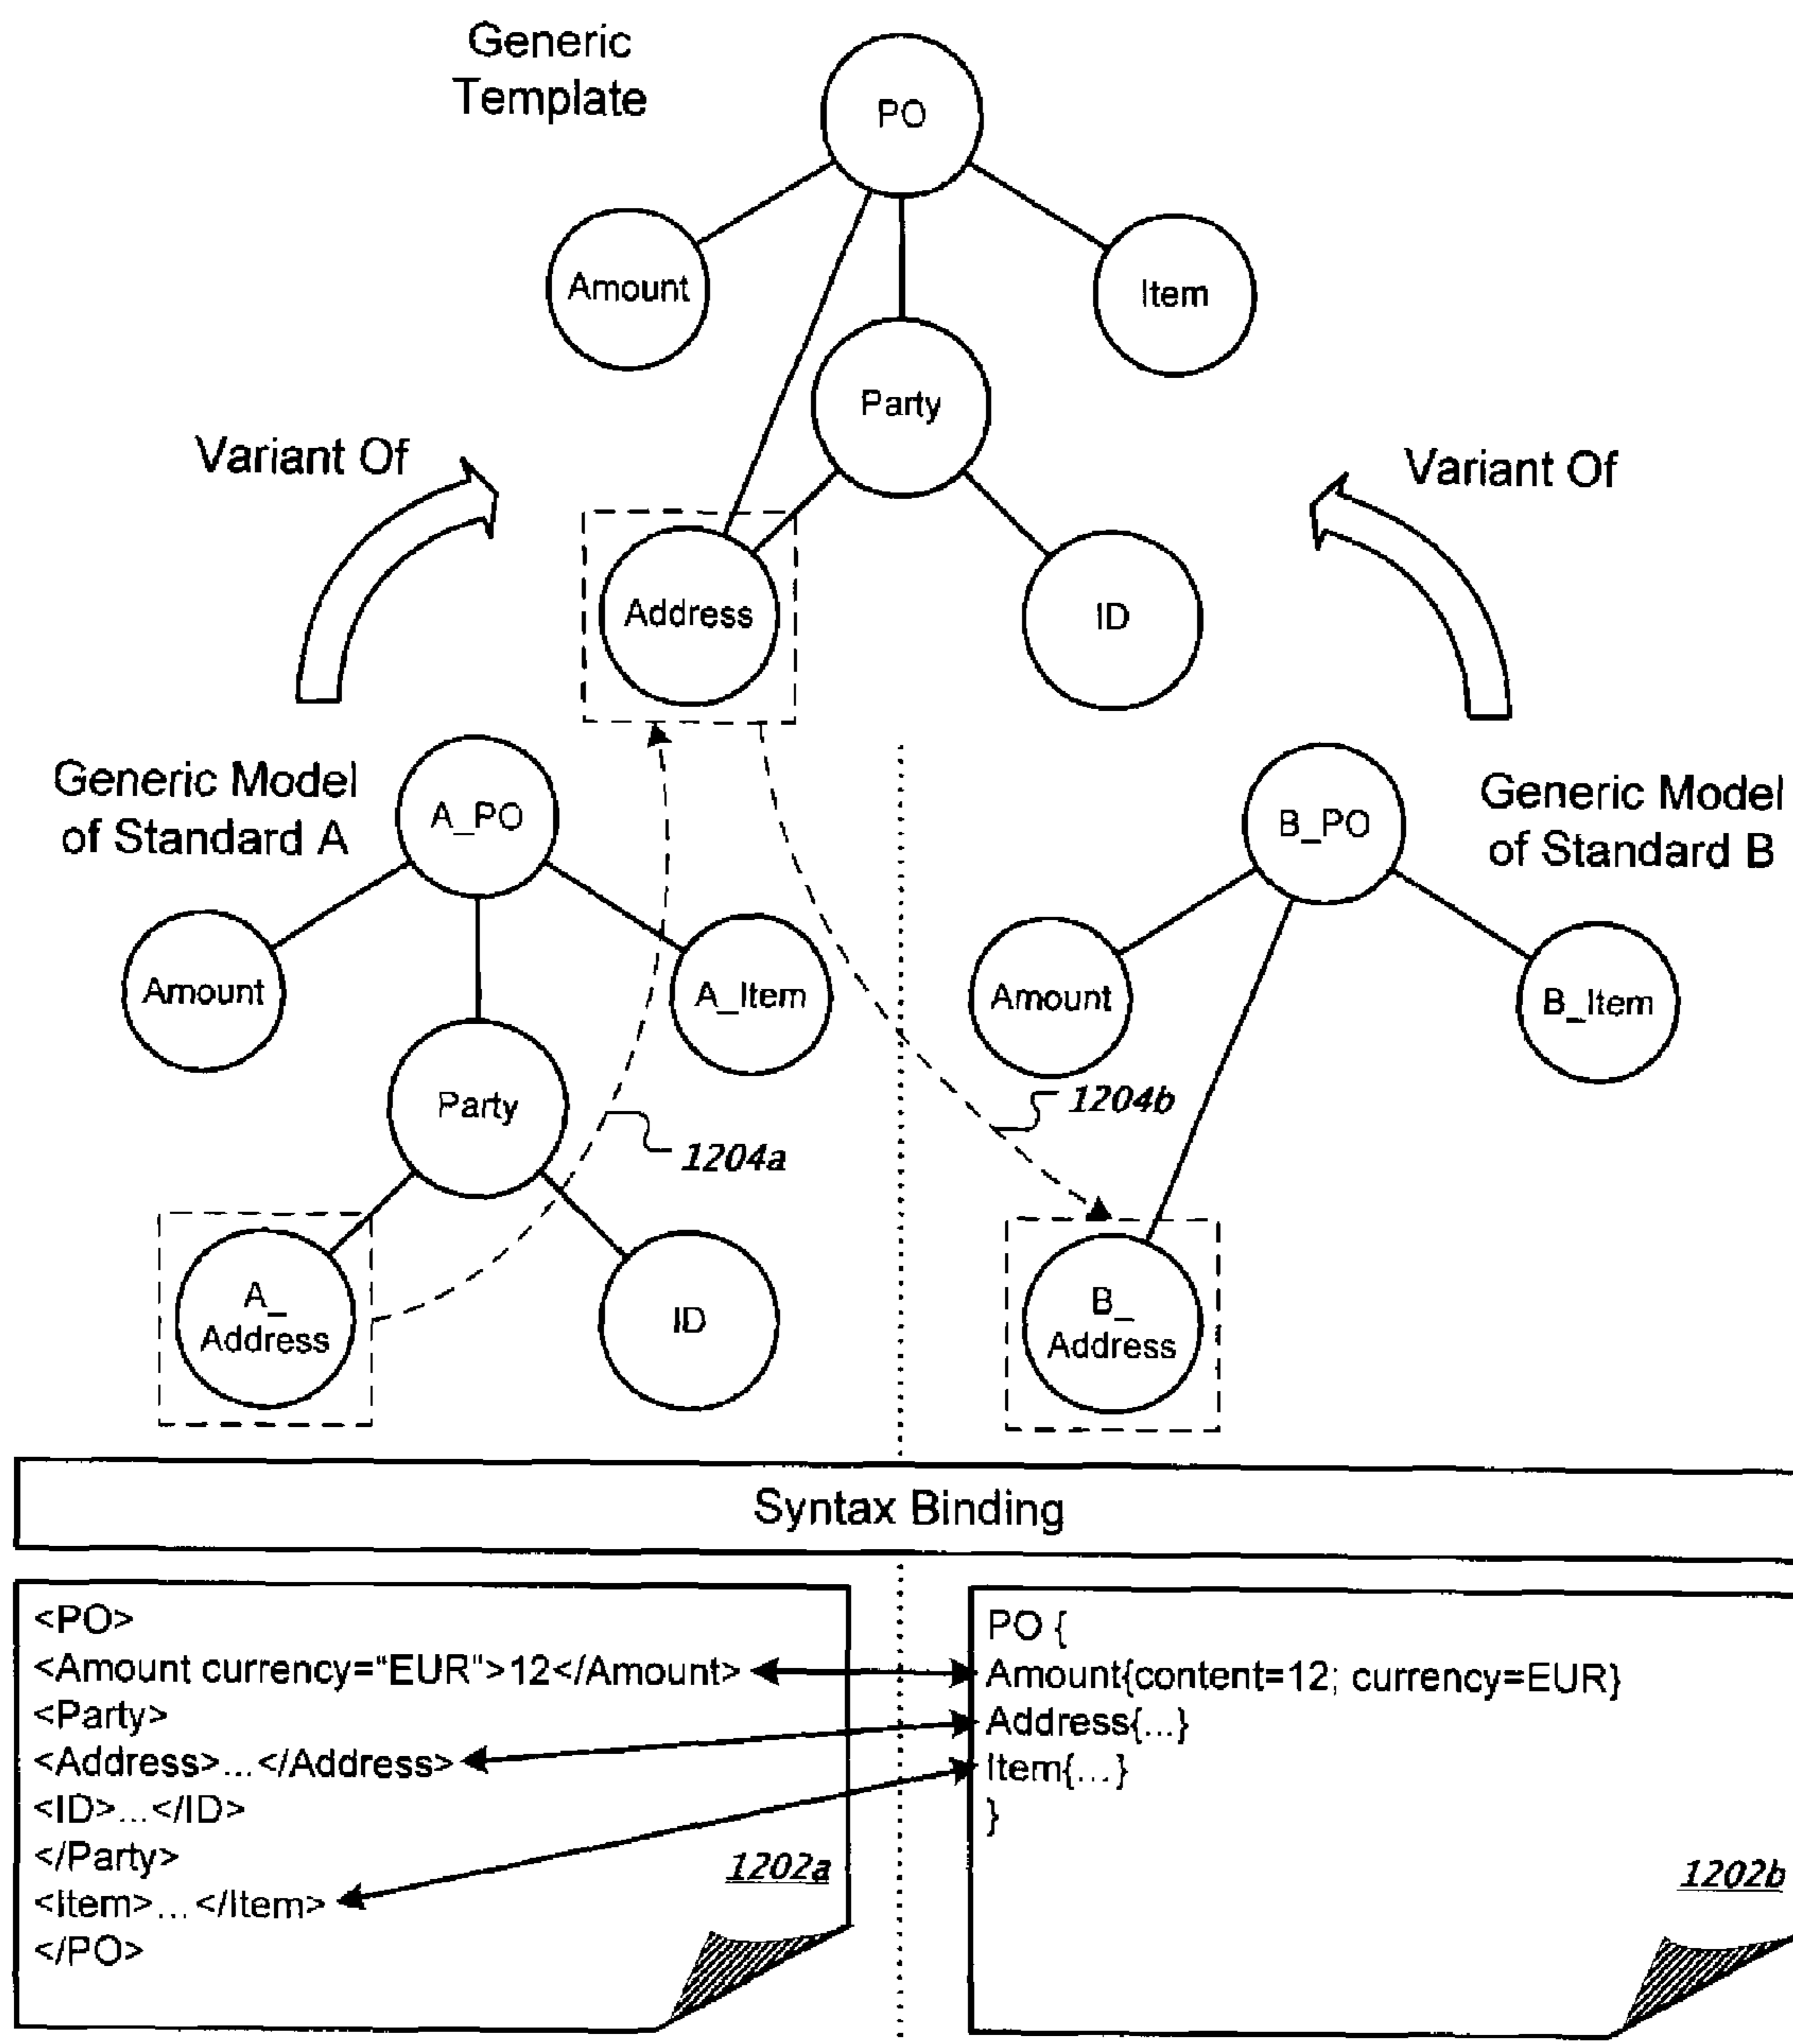 Generic
Template
PO
Amount
Item
Party
Variant Of
Variant Of
Address
ID
Generic Model
of Standard A
A_PO
B_PO
Generic Model
of Standard B
Amount
A_Item
Amount
B_Item
Party
1204a
1204b
A_
Address
ID
B_
Address
Syntax Binding
<PO>
<Amount currency="EUR">12</Amount>
<Party>
<Address>...</Address>
<ID>...</ID>
</Party>
<Item>...</Item>
</PO>
1202a
PO {
Amount{content=12; currency=EUR}
Address{...}
Item{...}
}
1202b